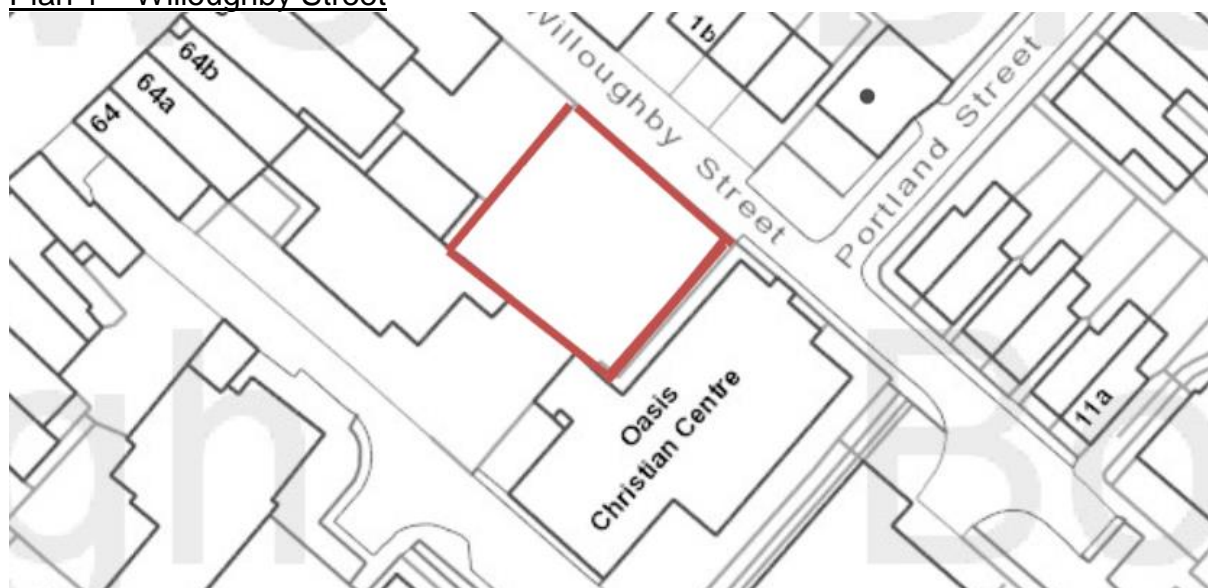 Plan 1 – Willoughby Street
64b
64a
64
1b
Willoughby Street
Portland Street
Oasis
Christian Centre
11a